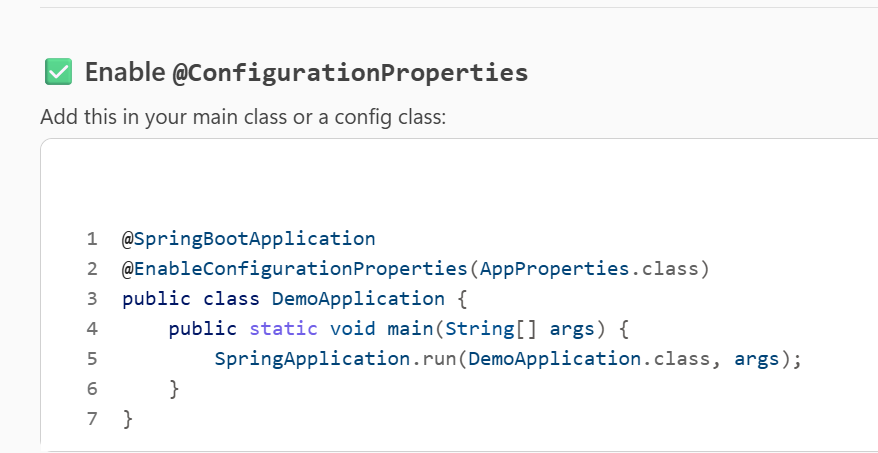 ✅ Enable @ConfigurationProperties
Add this in your main class or a config class:
1 @SpringBootApplication
2 @EnableConfigurationProperties(AppProperties.class)
3 public class DemoApplication {
4     public static void main(String[] args) {
5         SpringApplication.run(DemoApplication.class, args);
6     }
7 }